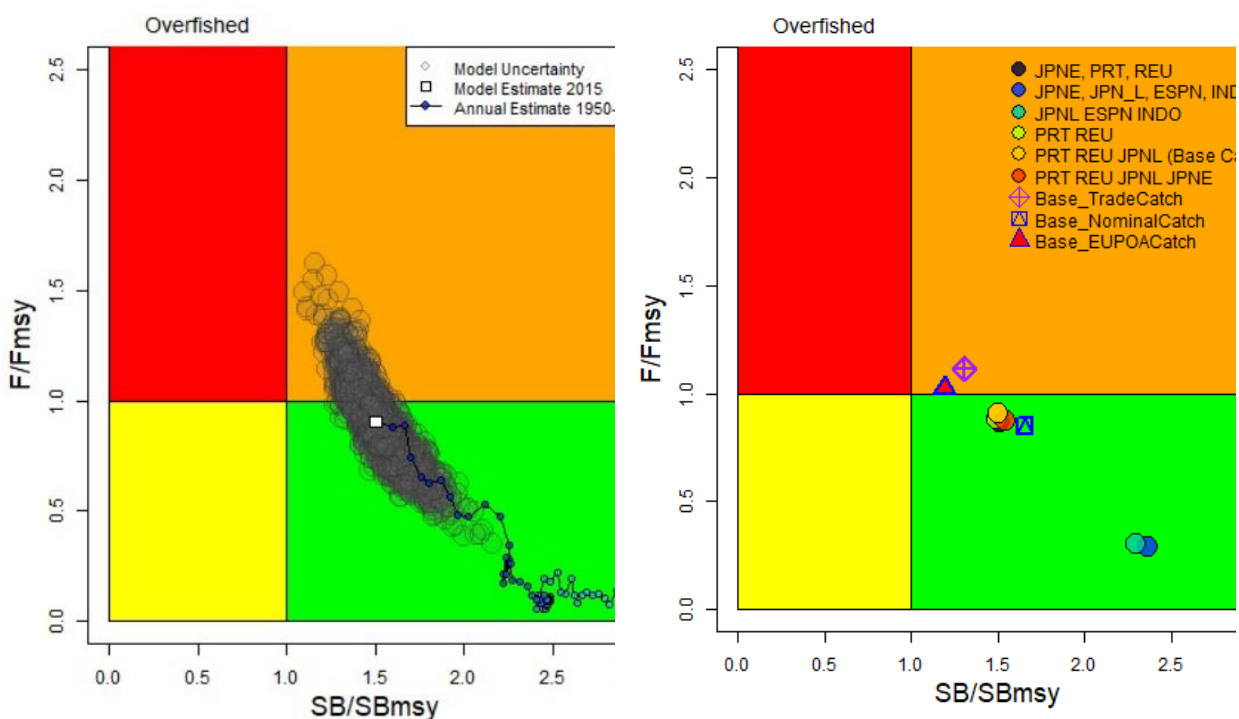 Overfished
Model Uncertainty
Model Estimate 2015
Annual Estimate 1950-
F/Fmsy
2.5
2.0
1.5
1.0
0.5
0.0
0.0 0.5 1.0 1.5 2.0 2.5
SB/SBmsy
Overfished
JPNE, PRT, REU
JPNE, JPN_L, ESPN, IND
JPNL ESPN INDO
PRT REU
PRT REU JPNL (Base Ca
PRT REU JPNL JPNE
Base_TradeCatch
Base_NominalCatch
Base_EUPOACatch
F/Fmsy
2.5
2.0
1.5
1.0
0.5
0.0
0.0 0.5 1.0 1.5 2.0 2.5
SB/SBmsy